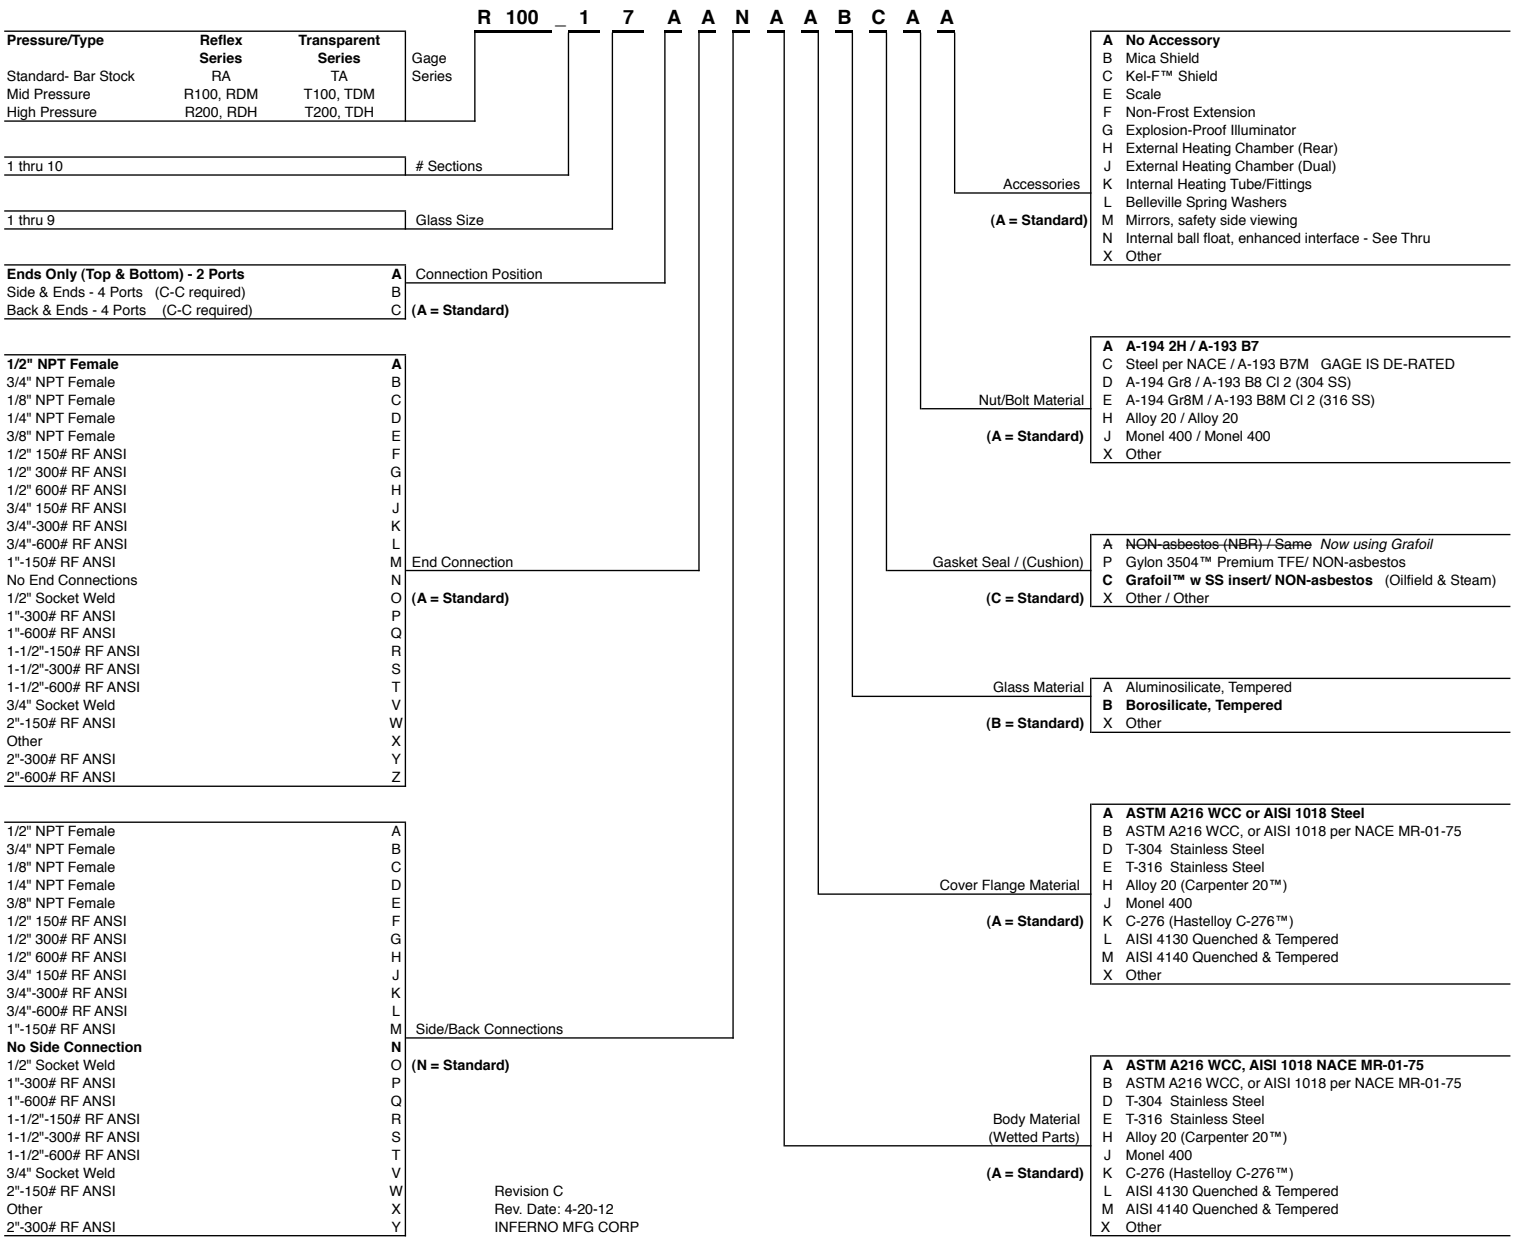 R 100 _ 1 7 A A N A A B C A A
Pressure/Type Reflex Series Transparent Series
Standard- Bar Stock RA TA
Mid Pressure R100, RDM T100, TDM
High Pressure R200, RDH T200, TDH
Gage Series
1 thru 10 # Sections
1 thru 9 Glass Size
Ends Only (Top & Bottom) - 2 Ports A
Side & Ends - 4 Ports (C-C required) B
Back & Ends - 4 Ports (C-C required) C
Connection Position
(A = Standard)
1/2" NPT Female A
3/4" NPT Female B
1/8" NPT Female C
1/4" NPT Female D
3/8" NPT Female E
1/2" 150# RF ANSI F
1/2" 300# RF ANSI G
1/2" 600# RF ANSI H
3/4" 150# RF ANSI J
3/4"-300# RF ANSI K
3/4"-600# RF ANSI L
1"-150# RF ANSI M
No End Connections N
1/2" Socket Weld O
1"-300# RF ANSI P
1"-600# RF ANSI Q
1-1/2"-150# RF ANSI R
1-1/2"-300# RF ANSI S
1-1/2"-600# RF ANSI T
3/4" Socket Weld V
2"-150# RF ANSI W
Other X
2"-300# RF ANSI Y
2"-600# RF ANSI Z
End Connection
(A = Standard)
1/2" NPT Female A
3/4" NPT Female B
1/8" NPT Female C
1/4" NPT Female D
3/8" NPT Female E
1/2" 150# RF ANSI F
1/2" 300# RF ANSI G
1/2" 600# RF ANSI H
3/4" 150# RF ANSI J
3/4"-300# RF ANSI K
3/4"-600# RF ANSI L
1"-150# RF ANSI M
No Side Connection N
1/2" Socket Weld O
1"-300# RF ANSI P
1"-600# RF ANSI Q
1-1/2"-150# RF ANSI R
1-1/2"-300# RF ANSI S
1-1/2"-600# RF ANSI T
3/4" Socket Weld V
2"-150# RF ANSI W
Other X
2"-300# RF ANSI Y
Side/Back Connections
(N = Standard)
Revision C
Rev. Date: 4-20-12
INFERNO MFG CORP
Accessories
(A = Standard)
A No Accessory
B Mica Shield
C Kel-F™ Shield
E Scale
F Non-Frost Extension
G Explosion-Proof Illuminator
H External Heating Chamber (Rear)
J External Heating Chamber (Dual)
K Internal Heating Tube/Fittings
L Belleville Spring Washers
M Mirrors, safety side viewing
N Internal ball float, enhanced interface - See Thru
X Other
Nut/Bolt Material
(A = Standard)
A A-194 2H / A-193 B7
C Steel per NACE / A-193 B7M GAGE IS DE-RATED
D A-194 Gr8 / A-193 B8 Cl 2 (304 SS)
E A-194 Gr8M / A-193 B8M Cl 2 (316 SS)
H Alloy 20 / Alloy 20
J Monel 400 / Monel 400
X Other
Gasket Seal / (Cushion)
(C = Standard)
A NON-asbestos (NBR) / Same Now using Grafoil
P Gylon 3504™ Premium TFE/ NON-asbestos
C Grafoil™ w SS insert/ NON-asbestos (Oilfield & Steam)
X Other / Other
Glass Material
(B = Standard)
A Aluminosilicate, Tempered
B Borosilicate, Tempered
X Other
Cover Flange Material
(A = Standard)
A ASTM A216 WCC or AISI 1018 Steel
B ASTM A216 WCC, or AISI 1018 per NACE MR-01-75
D T-304 Stainless Steel
E T-316 Stainless Steel
H Alloy 20 (Carpenter 20™)
J Monel 400
K C-276 (Hastelloy C-276™)
L AISI 4130 Quenched & Tempered
M AISI 4140 Quenched & Tempered
X Other
Body Material
(Wetted Parts)
(A = Standard)
A ASTM A216 WCC, AISI 1018 NACE MR-01-75
B ASTM A216 WCC, or AISI 1018 per NACE MR-01-75
D T-304 Stainless Steel
E T-316 Stainless Steel
H Alloy 20 (Carpenter 20™)
J Monel 400
K C-276 (Hastelloy C-276™)
L AISI 4130 Quenched & Tempered
M AISI 4140 Quenched & Tempered
X Other